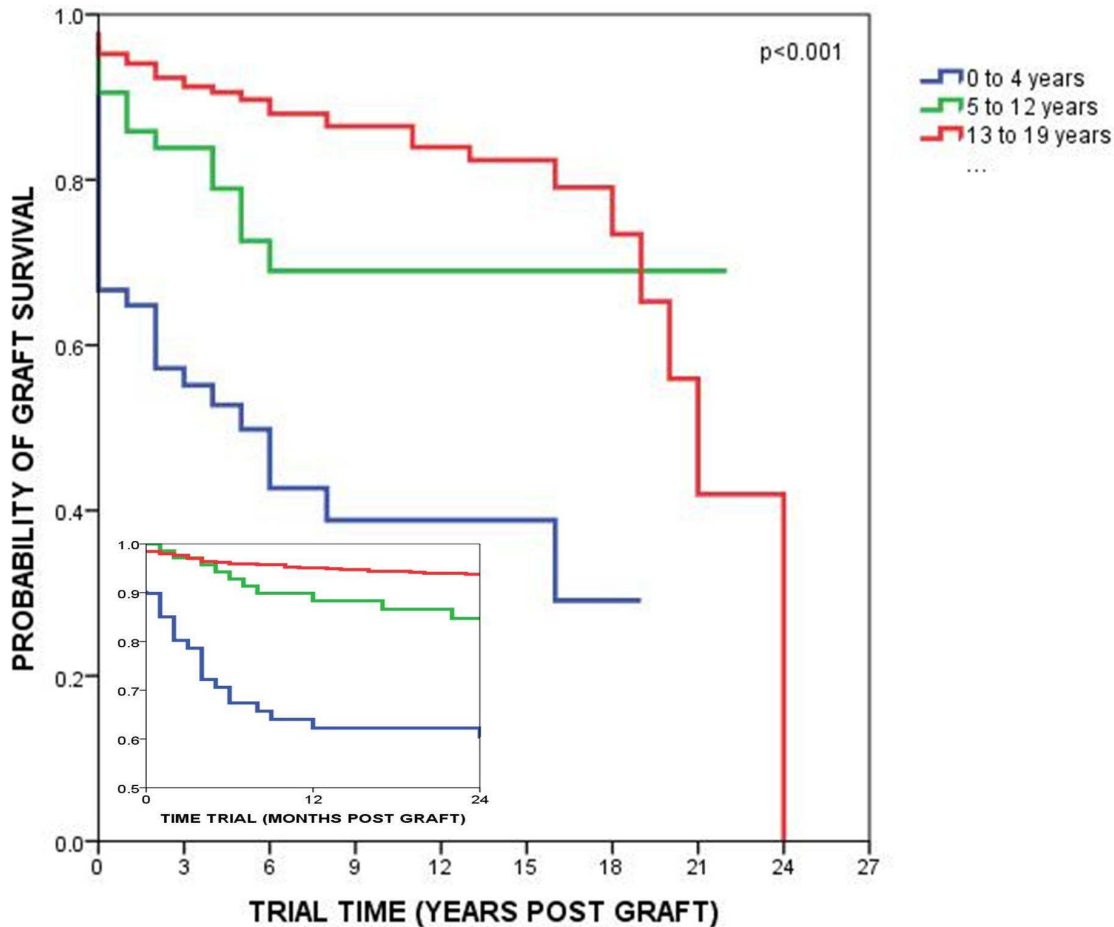 1.0
p<0.001
0 to 4 years
5 to 12 years
13 to 19 years
...
0.8
0.6
0.4
0.2
0.0
PROBABILITY OF GRAFT SURVIVAL
1.0
0.9
0.8
0.7
0.6
0.5
0 12 24
TIME TRIAL (MONTHS POST GRAFT)
0 3 6 9 12 15 18 21 24 27
TRIAL TIME (YEARS POST GRAFT)